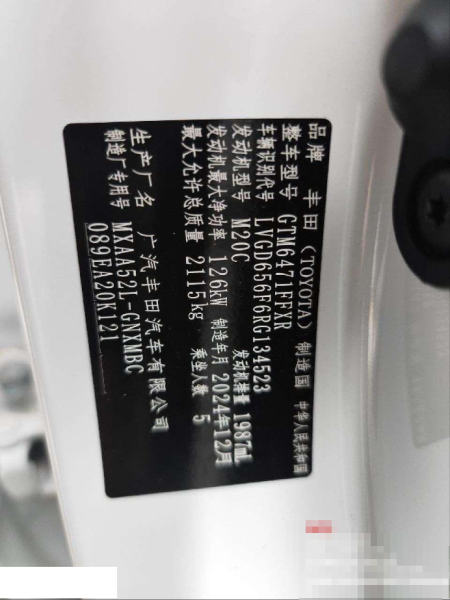 品牌 丰田 (TOYOTA) 制造国 中华人民共和国
整车型号 GTM6471FFXR
车辆识别代号 LVGD656F6RG134523
发动机型号 M20C 发动机排量 1987mL
发动机最大净功率 126kW 制造年月 2024年12月
最大允许总质量 2115kg 乘坐人数 5
生产厂名 广汽丰田汽车有限公司
制造厂专用号 MXAA52L-GNXMBC
089FA20K121